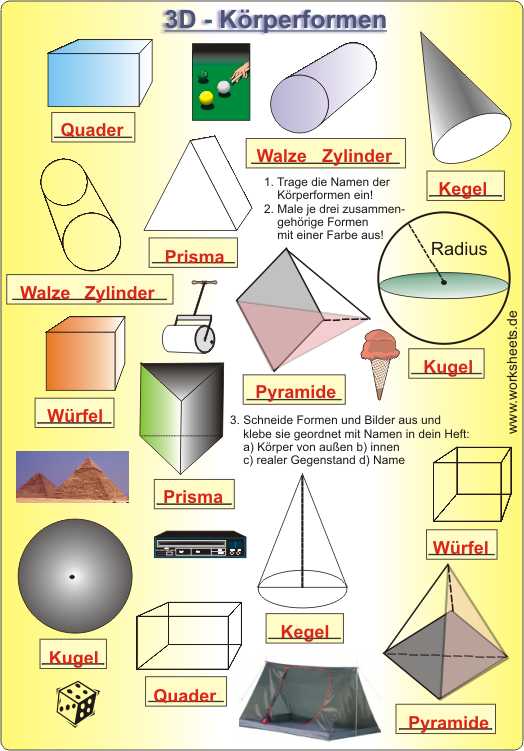 3D - Körperformen
Quader
Walze Zylinder
Kegel
1. Trage die Namen der
Körperformen ein!
2. Male je drei zusammen-
gehörige Formen
mit einer Farbe aus!
Prisma
Radius
Walze Zylinder
Kugel
www.worksheets.de
Würfel
Pyramide
3. Schneide Formen und Bilder aus und
klebe sie geordnet mit Namen in dein Heft:
a) Körper von außen b) innen
c) realer Gegenstand d) Name
Prisma
Würfel
Kegel
Kugel
Quader
Pyramide